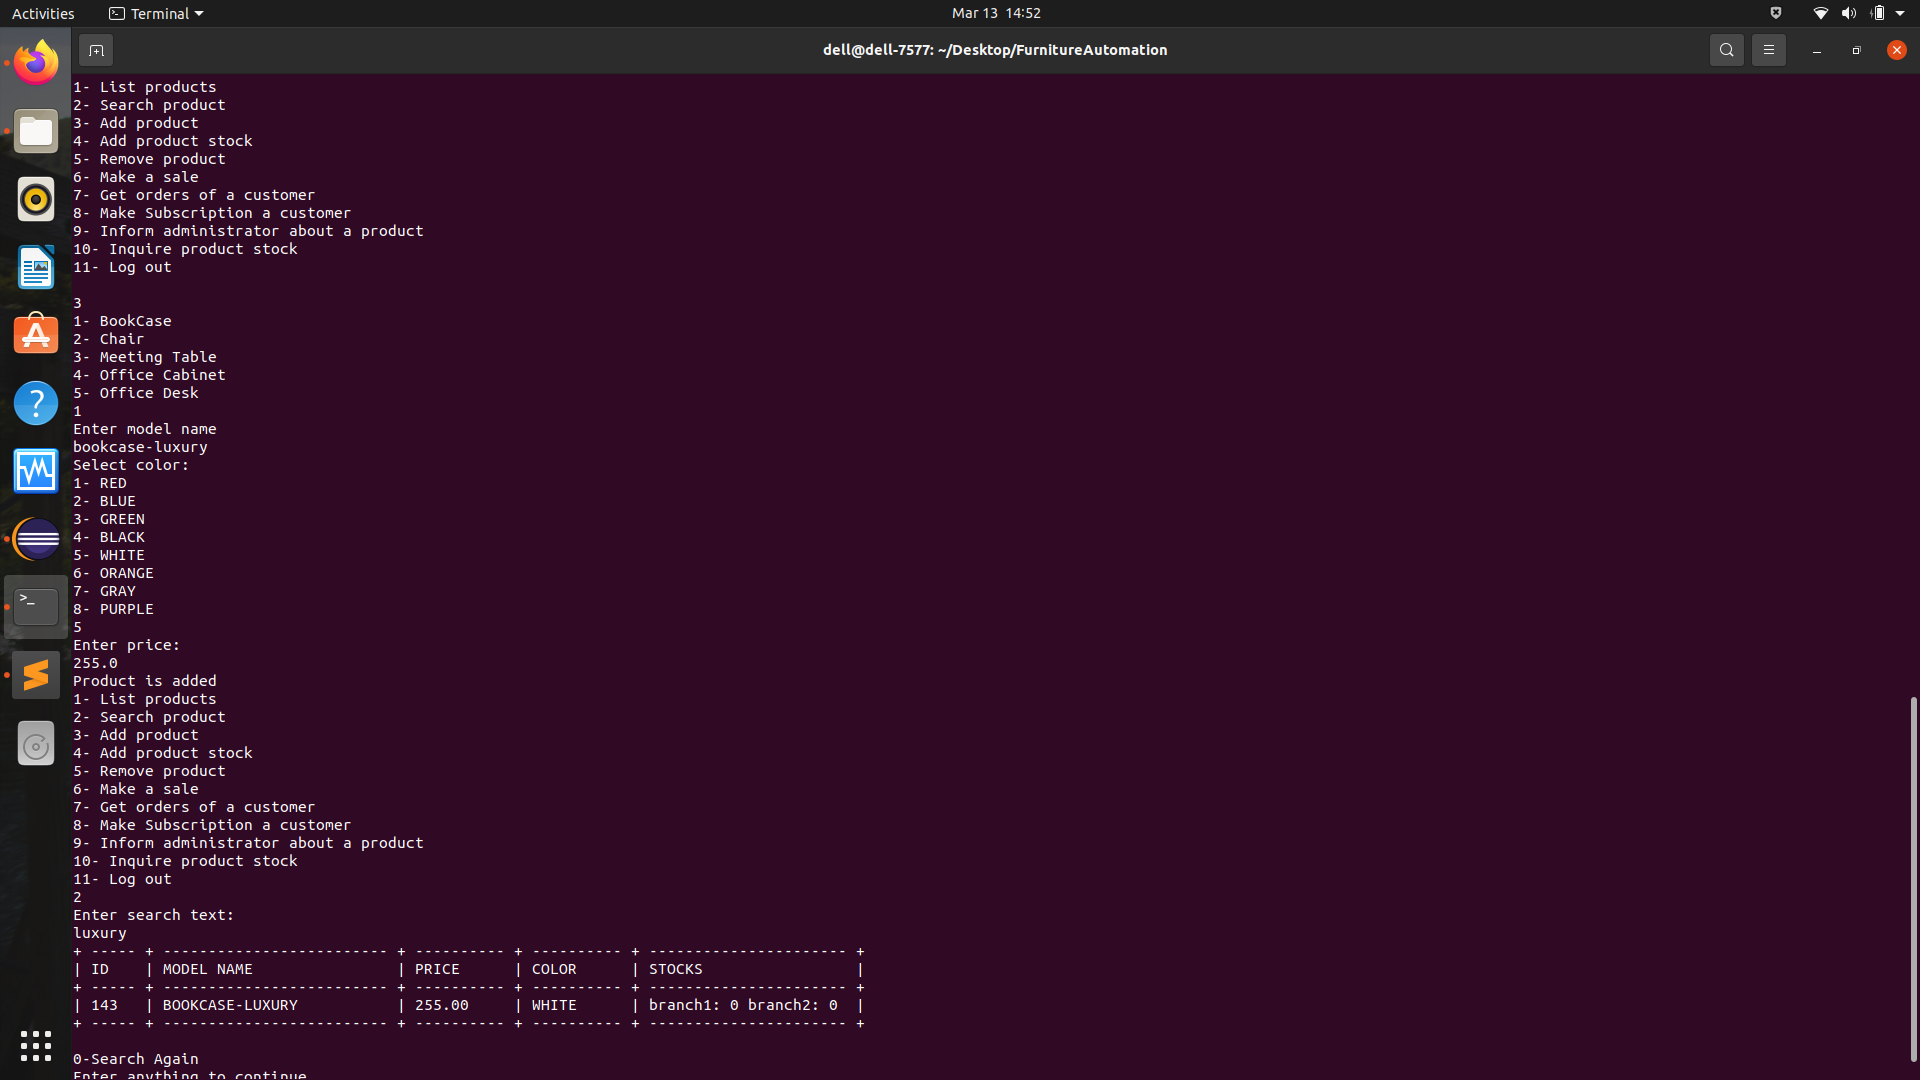 Activities
Terminal
Mar 13 14:52
dell@dell-7577: ~/Desktop/FurnitureAutomation
1- List products
2- Search product
3- Add product
4- Add product stock
5- Remove product
6- Make a sale
7- Get orders of a customer
8- Make Subscription a customer
9- Inform administrator about a product
10- Inquire product stock
11- Log out
3
1- BookCase
2- Chair
3- Meeting Table
4- Office Cabinet
5- Office Desk
1
Enter model name
bookcase-luxury
Select color:
1- RED
2- BLUE
3- GREEN
4- BLACK
5- WHITE
6- ORANGE
7- GRAY
8- PURPLE
5
Enter price:
255.0
Product is added
1- List products
2- Search product
3- Add product
4- Add product stock
5- Remove product
6- Make a sale
7- Get orders of a customer
8- Make Subscription a customer
9- Inform administrator about a product
10- Inquire product stock
11- Log out
2
Enter search text:
luxury
+ ----- + ------------------------- + ---------- + ---------- + ---------------------- +
| ID    | MODEL NAME                | PRICE      | COLOR      | STOCKS                 |
+ ----- + ------------------------- + ---------- + ---------- + ---------------------- +
| 143   | BOOKCASE-LUXURY           | 255.00     | WHITE      | branch1: 0 branch2: 0  |
+ ----- + ------------------------- + ---------- + ---------- + ---------------------- +
0-Search Again
Enter anything to continue